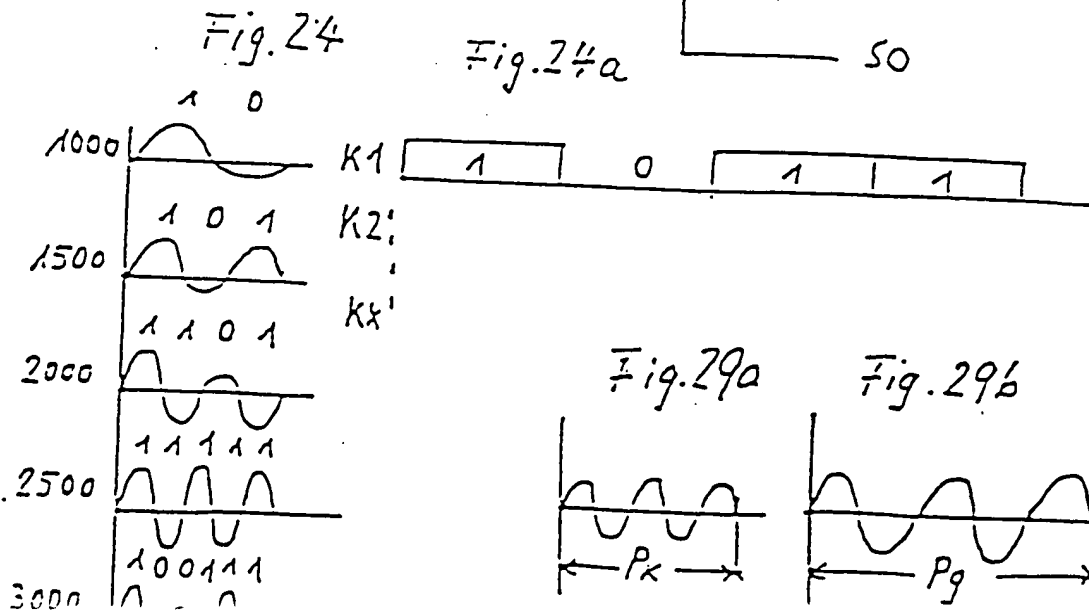 Fig. 24
Fig. 24a
50
1 0
1000
K1
1 0 1 1
1 0 1
1500
K2
1 1 0 1
2000
Kx
Fig. 29a
Fig. 29b
1 1 1 1 1
2500
1 0 0 1 1 1
3000
Px
Pg